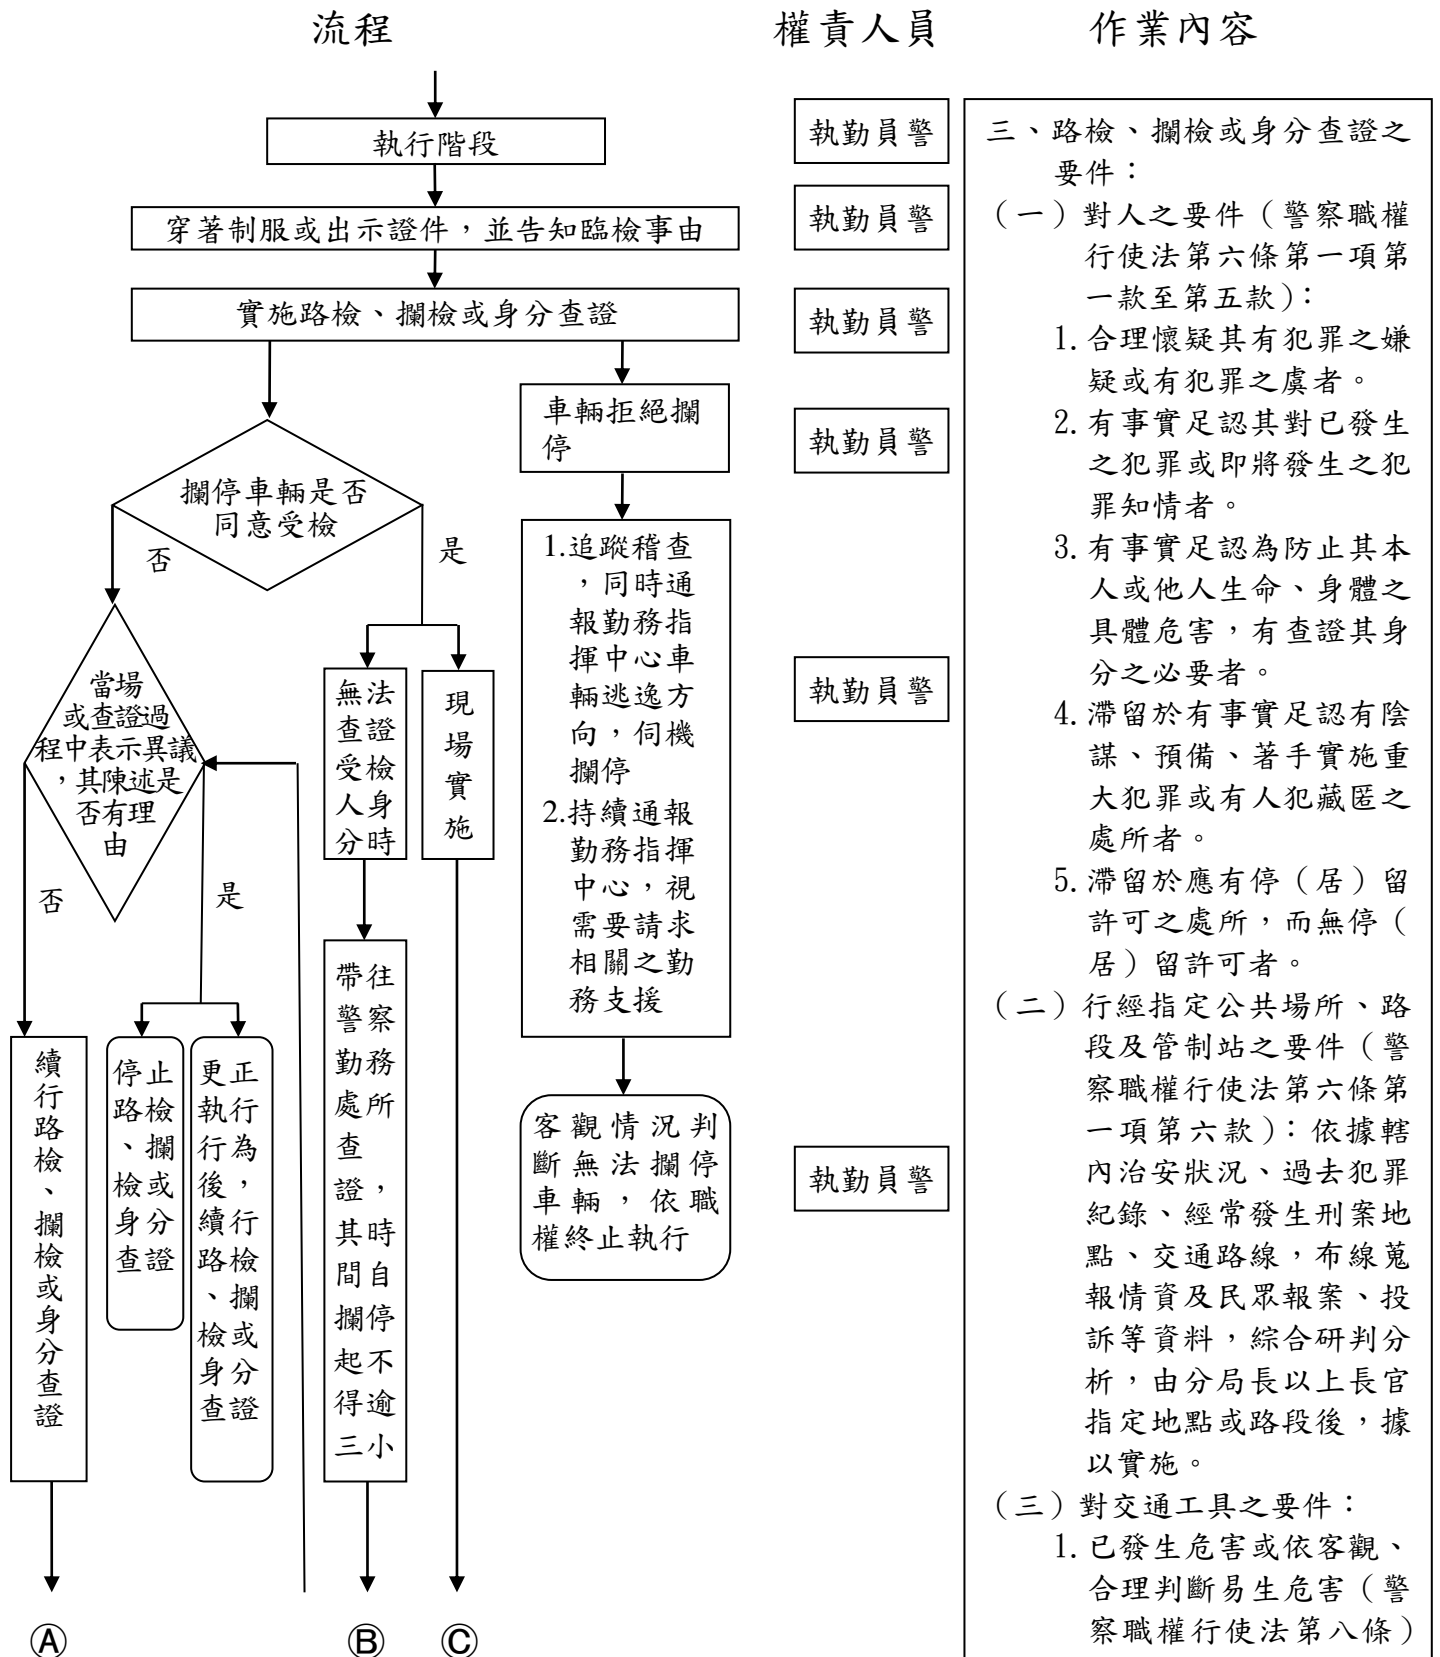 流程
權責人員
作業內容
執行階段
穿著制服或出示證件，並告知臨檢事由
實施路檢、攔檢或身分查證
攔停車輛是否
同意受檢
否
是
車輛拒絕攔
停
1.追蹤稽查
，同時通
報勤務指
揮中心車
輛逃逸方
向，伺機
攔停
2.持續通報
勤務指揮
中心，視
需要請求
相關之勤
務支援
客觀情況判
斷無法攔停
車輛，依職
權終止執行
當場
或查證過
程中表示異議
，其陳述是
否有理
由
否
是
無法
查證
受檢
人身
分時
現
場
實
施
帶往
警察
勤務
處所
查
證，
其時
間自
攔停
起不
得逾
三小
續
行
路
檢
、
攔
檢
或
身
分
查
證
停止
路檢
、攔
檢或
身分
查證
更正
執行
行為
後，
續行
路檢
、攔
檢或
身分
查證
Ⓐ
Ⓑ
Ⓒ
執勤員警
執勤員警
執勤員警
執勤員警
執勤員警
執勤員警
三、路檢、攔檢或身分查證之
要件：
（一）對人之要件（警察職權
行使法第六條第一項第
一款至第五款）：
1.合理懷疑其有犯罪之嫌
疑或有犯罪之虞者。
2.有事實足認其對已發生
之犯罪或即將發生之犯
罪知情者。
3.有事實足認為防止其本
人或他人生命、身體之
具體危害，有查證其身
分之必要者。
4.滯留於有事實足認有陰
謀、預備、著手實施重
大犯罪或有人犯藏匿之
處所者。
5.滯留於應有停（居）留
許可之處所，而無停（
居）留許可者。
（二）行經指定公共場所、路
段及管制站之要件（警
察職權行使法第六條第
一項第六款）：依據轄
內治安狀況、過去犯罪
紀錄、經常發生刑案地
點、交通路線，布線蒐
報情資及民眾報案、投
訴等資料，綜合研判分
析，由分局長以上長官
指定地點或路段後，據
以實施。
（三）對交通工具之要件：
1.已發生危害或依客觀、
合理判斷易生危害（警
察職權行使法第八條）